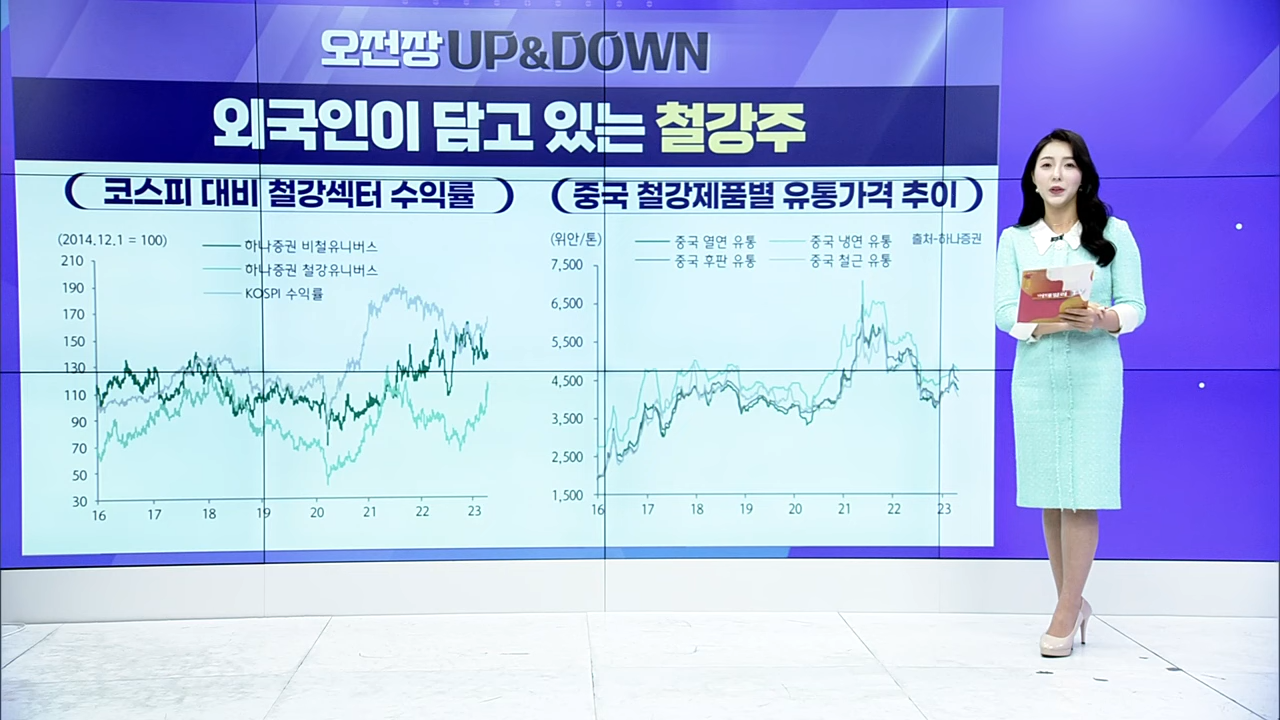 오전장 UP&DOWN
외국인이 담고 있는 철강주
코스피 대비 철강섹터 수익률
(2014.12.1 = 100)
하나증권 비철유니버스
하나증권 철강유니버스
KOSPI 수익률
210
190
170
150
130
110
90
70
50
30
16 17 18 19 20 21 22 23
중국 철강제품별 유통가격 추이
(위안/톤)
중국 열연 유통 중국 냉연 유통 출처-하나증권
중국 후판 유통 중국 철근 유통
7,500
6,500
5,500
4,500
3,500
2,500
1,500
16 17 18 19 20 21 22 23